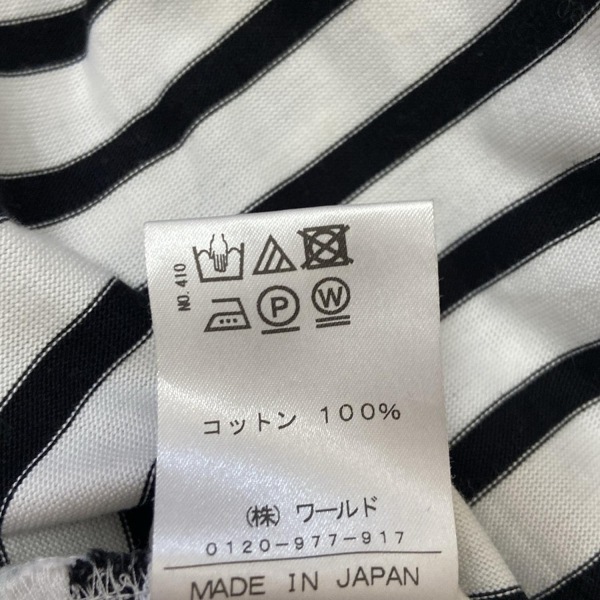 NO.410
P W
コットン 100%
(株) ワールド
0120-977-917
MADE IN JAPAN